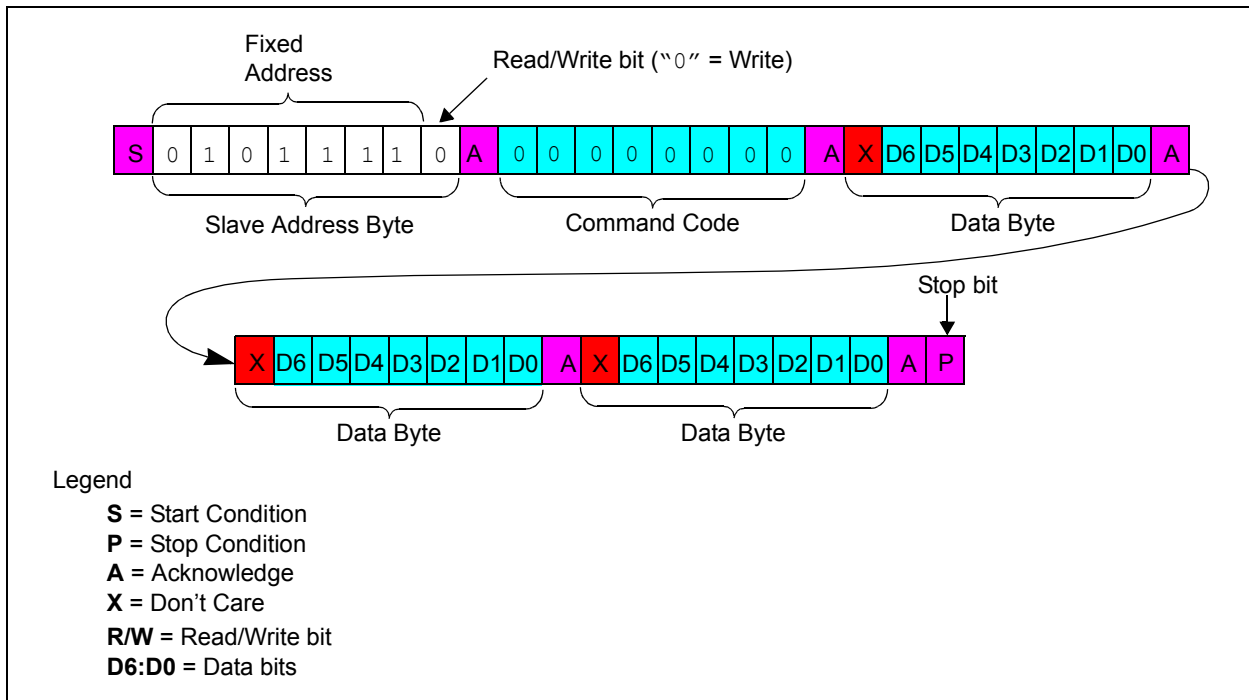 Fixed
Address
Read/Write bit (“0” = Write)
S 0 1 0 1 1 1 1 0 A 0 0 0 0 0 0 0 0 A X D6 D5 D4 D3 D2 D1 D0 A
Slave Address Byte Command Code Data Byte
Stop bit
X D6 D5 D4 D3 D2 D1 D0 A X D6 D5 D4 D3 D2 D1 D0 A P
Data Byte Data Byte
Legend
S = Start Condition
P = Stop Condition
A = Acknowledge
X = Don’t Care
R/W = Read/Write bit
D6:D0 = Data bits